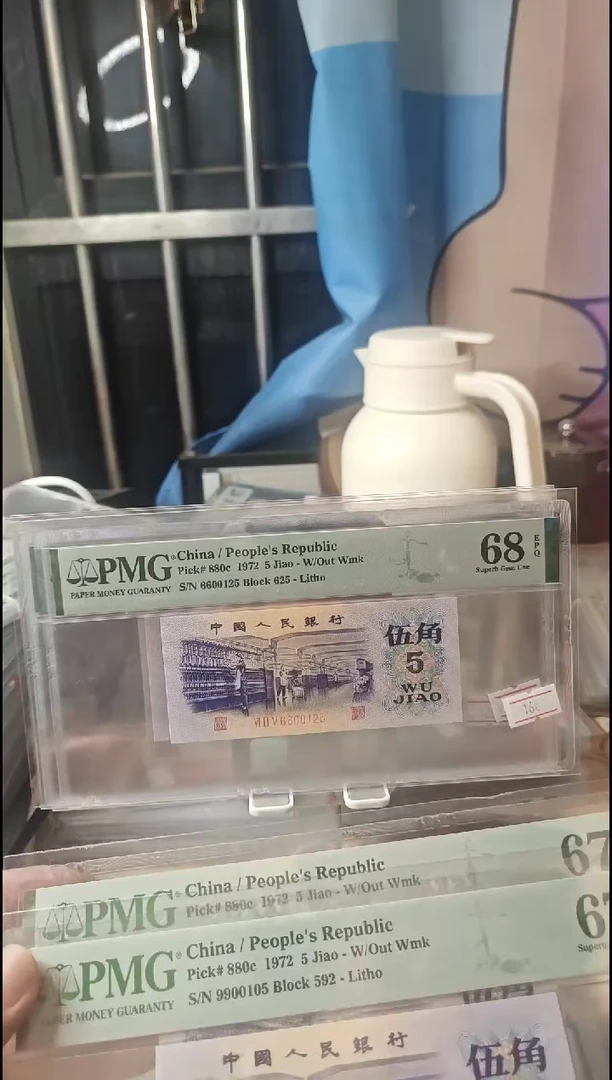 PMG
PAPER MONEY GUARANTY
China / People's Republic
Pick# 880c 1972 5 Jiao - W/Out Wmk
S/N 6600125 Block 625 - Litho
68
EPQ
Superb Gem Unc
中國人民銀行
伍角
5
WU
JIAO
PMG
China / People's Republic
Pick# 880c 1972 5 Jiao - W/Out Wmk
67
PMG
PER MONEY GUARANTY
China / People's Republic
Pick# 880c 1972 5 Jiao - W/Out Wmk
S/N 9900105 Block 592 - Litho
Superb
中國人民銀行
伍角